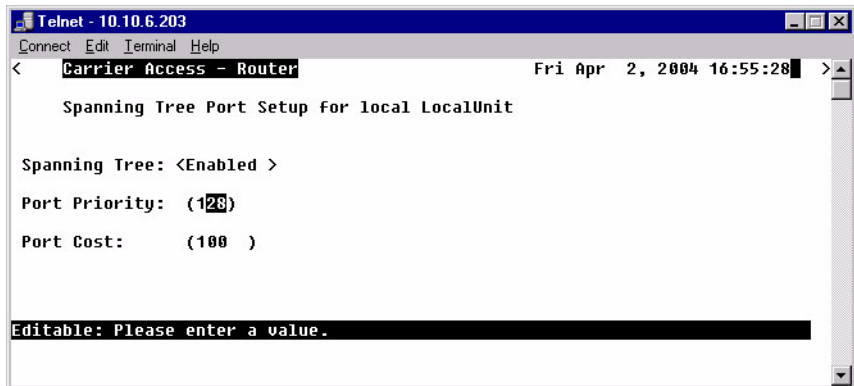 Telnet - 10.10.6.203
Connect Edit Terminal Help
< Carrier Access - Router Fri Apr 2, 2004 16:55:28 >
Spanning Tree Port Setup for local LocalUnit
Spanning Tree: <Enabled >
Port Priority: (128)
Port Cost: (100 )
Editable: Please enter a value.